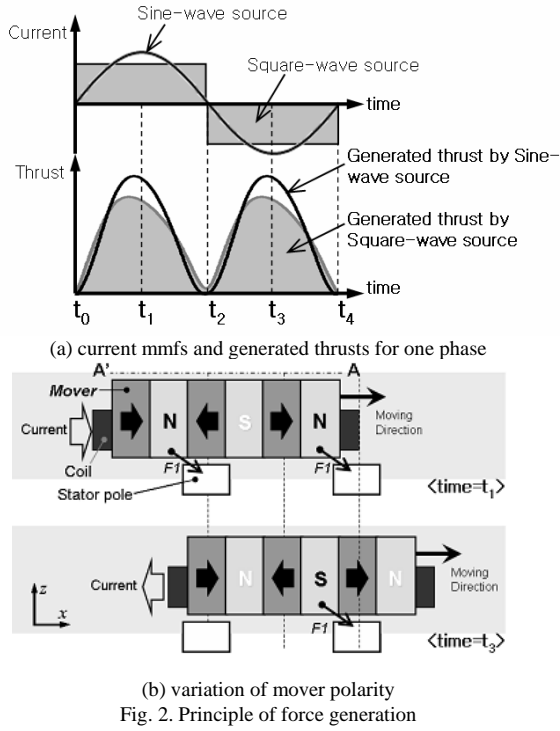 Sine-wave source
Current
Square-wave source
time
Thrust
Generated thrust by Sine-
wave source
Generated thrust by
Square-wave source
time
t0 t1 t2 t3 t4
(a) current mmfs and generated thrusts for one phase
A' A
Mover
N S N
Current
Moving
Direction
Coil
F1 F1
Stator pole
<time=t1>
N S N
Current
Moving
Direction
z
x
F1
<time=t3>
(b) variation of mover polarity
Fig. 2. Principle of force generation